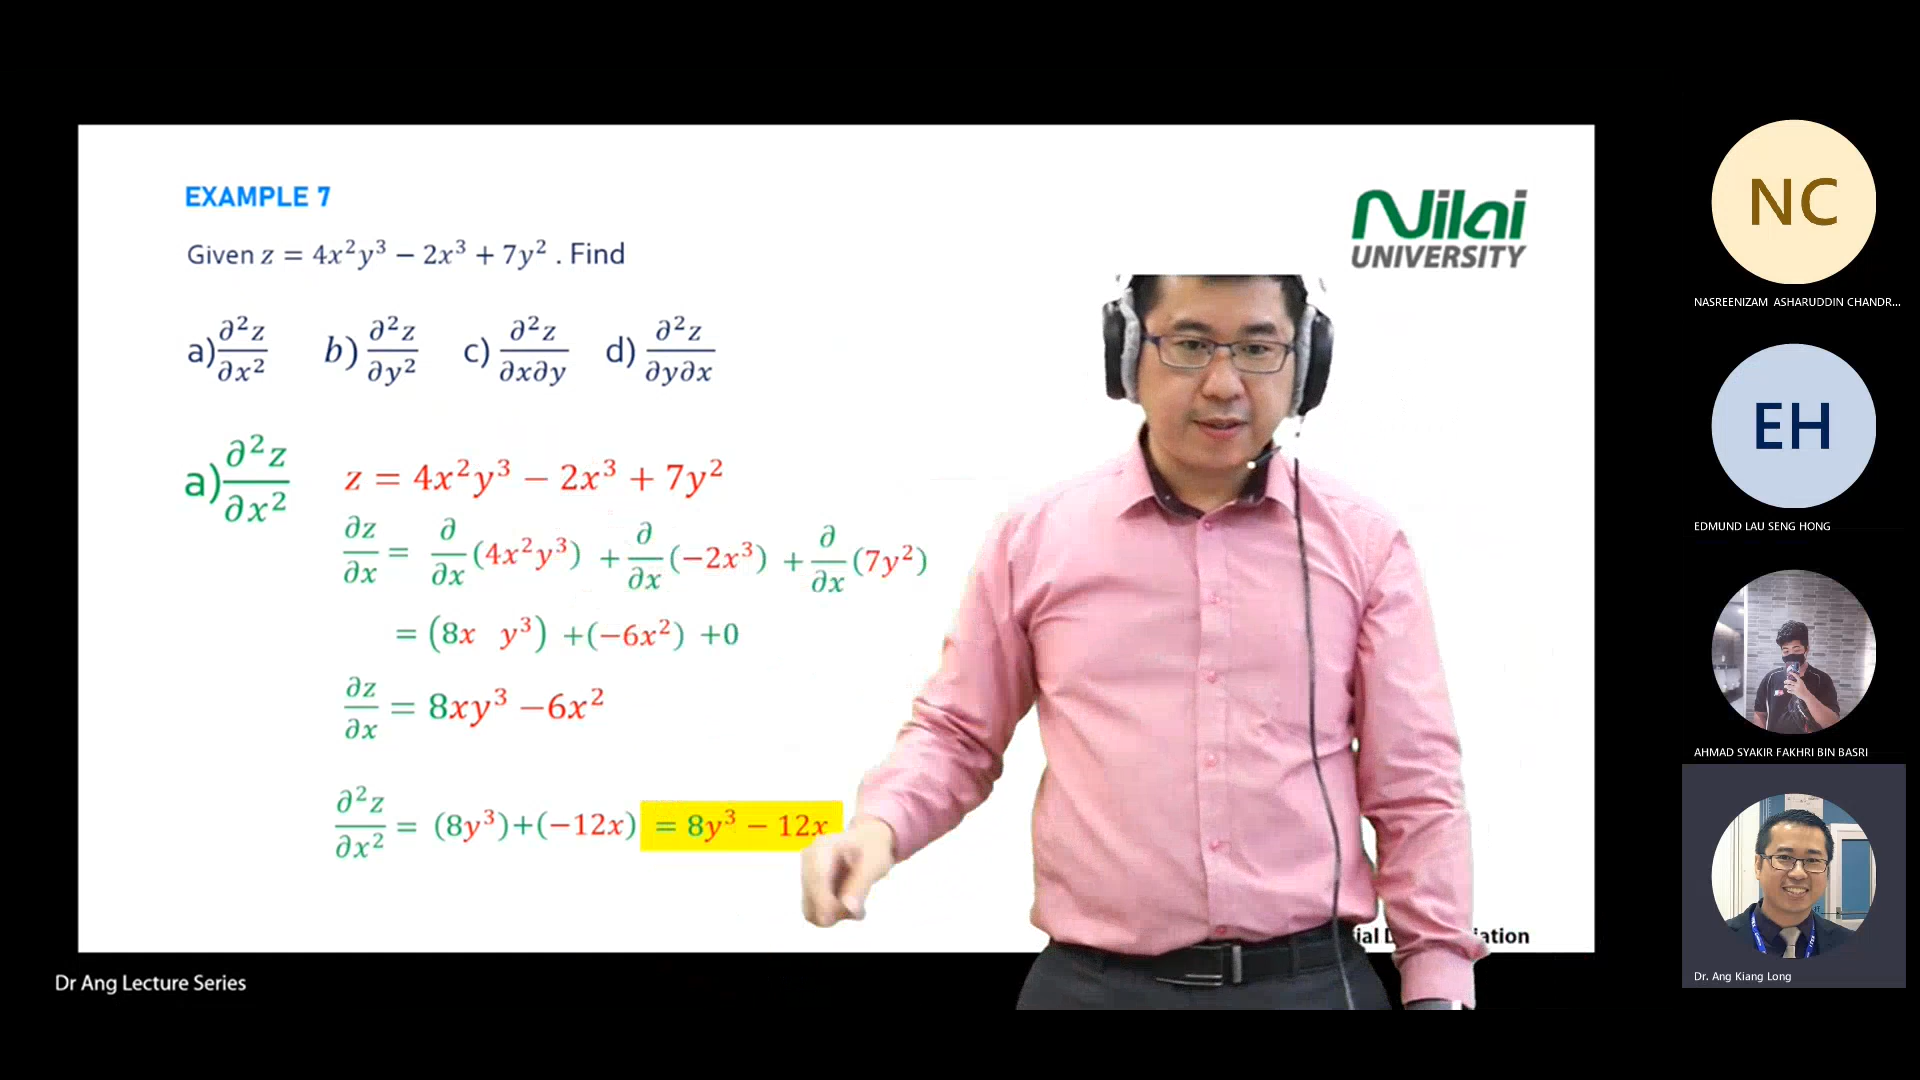 EXAMPLE 7
Given z = 4x²y³ − 2x³ + 7y² . Find
a) ∂²z/∂x² b) ∂²z/∂y² c) ∂²z/∂x∂y d) ∂²z/∂y∂x
a) ∂²z/∂x² z = 4x²y³ − 2x³ + 7y²
∂z/∂x = ∂/∂x (4x²y³) + ∂/∂x (−2x³) + ∂/∂x (7y²)
= (8x y³) +(−6x²) +0
∂z/∂x = 8xy³ −6x²
∂²z/∂x² = (8y³)+(−12x) = 8y³ − 12x
Nilai
UNIVERSITY
Dr Ang Lecture Series
NC
NASREENIZAM ASHARUDDIN CHANDR...
EH
EDMUND LAU SENG HONG
AHMAD SYAKIR FAKHRI BIN BASRI
Dr. Ang Kiang Long